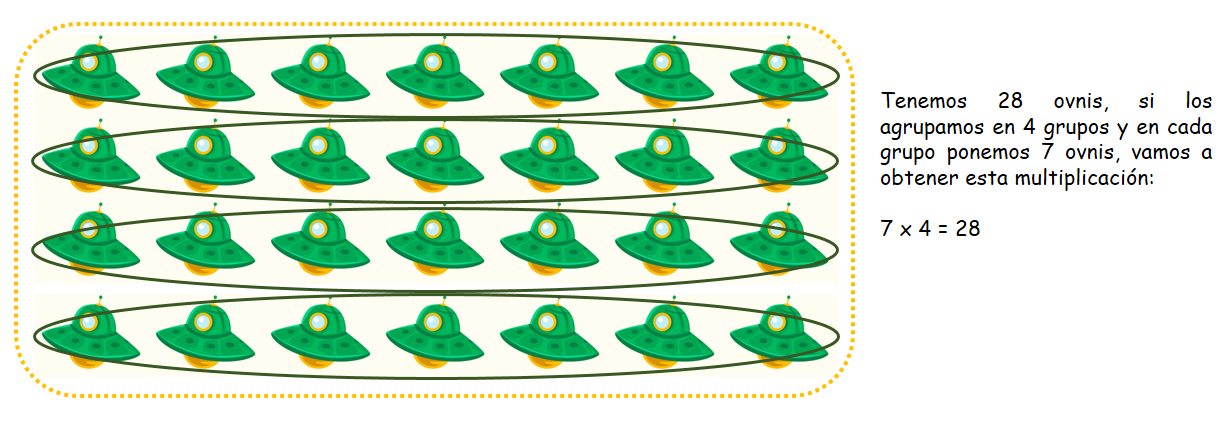 Tenemos 28 ovnis, si los
agrupamos en 4 grupos y en cada
grupo ponemos 7 ovnis, vamos a
obtener esta multiplicación:
7 x 4 = 28